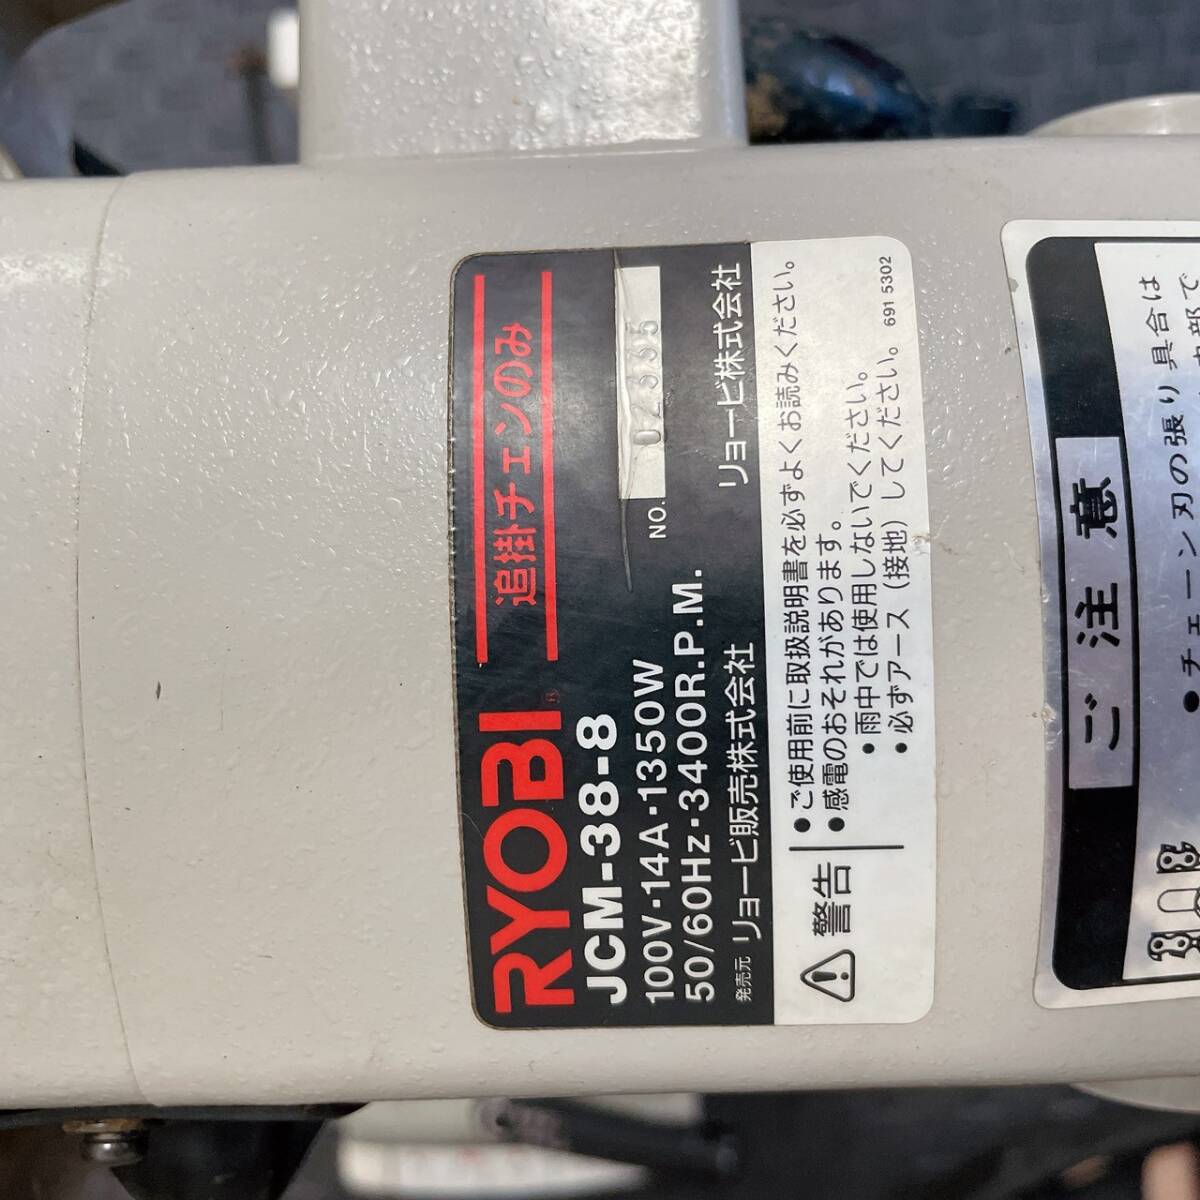 RYOBI®
追掛チェンのみ
JCM-38-8
100V・14A・1350W
50/60Hz・3400R.P.M.
NO. 02335
発売元 リョービ販売株式会社
リョービ株式会社
警告
●ご使用前に取扱説明書を必ずよくお読みください。
●感電のおそれがあります。
●雨中では使用しないでください。
●必ずアース(接地)してください。
691 5302
ご注意
●チェーン刃の張り具合は